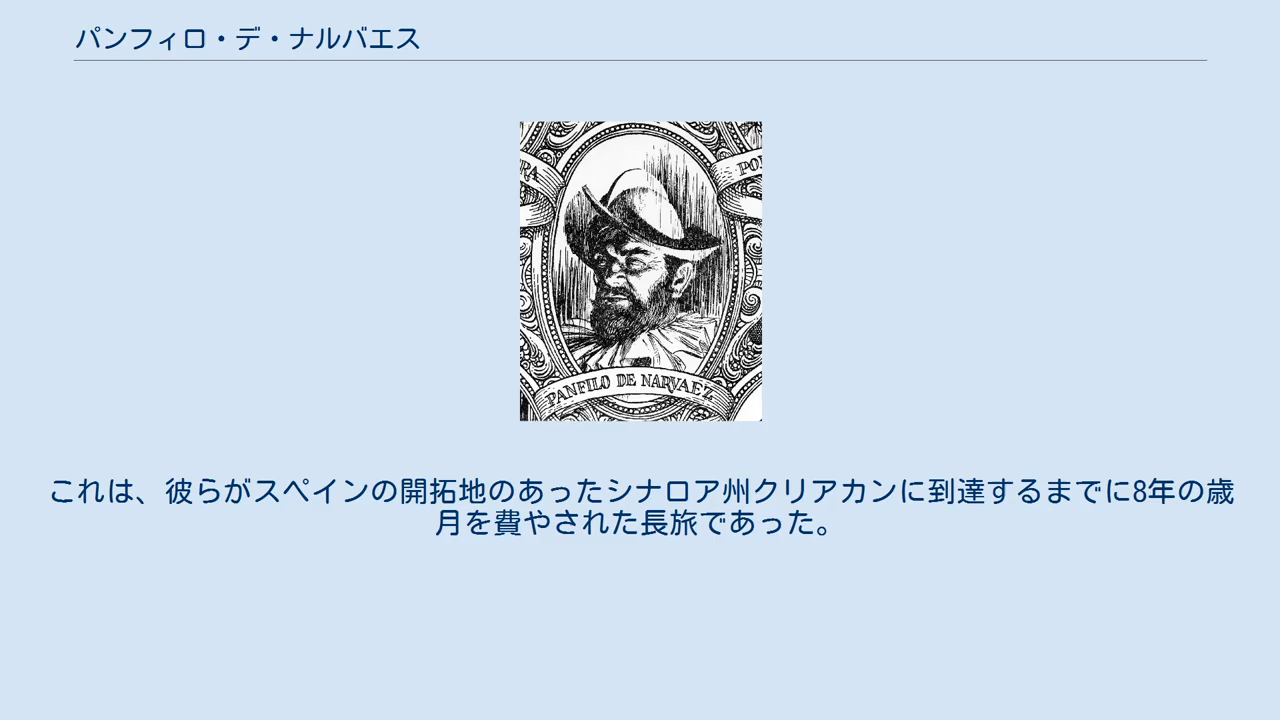 パンフィロ・デ・ナルバエス
RA
POI
PANFILO DE NARVAEZ
これは、彼らがスペインの開拓地のあったシナロア州クリアカンに到達するまでに8年の歳
月を費やされた長旅であった。